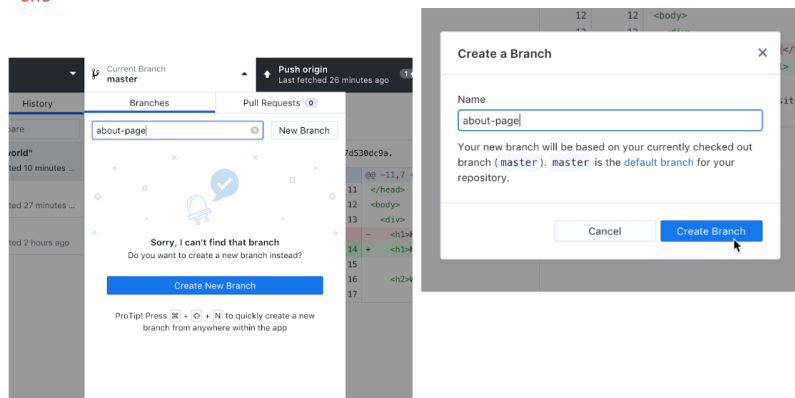 one
Current Branch
master
Push origin
Last fetched 26 minutes ago
History
Branches
Pull Requests 0
about-page
New Branch
world"
ted 10 minutes ...
7d530dc9a.
@@ -11,7
ted 27 minutes ...
11 </head>
12 <body>
13 <div>
- <h1>
14 + <h1>
15
16 <h2>
17
ted 2 hours ago
Sorry, I can't find that branch
Do you want to create a new branch instead?
Create New Branch
ProTip! Press ⌘ + ⇧ + N to quickly create a new
branch from anywhere within the app
12 12 <body>
Create a Branch
Name
about-page
Your new branch will be based on your currently checked out
branch (master). master is the default branch for your
repository.
Cancel
Create Branch